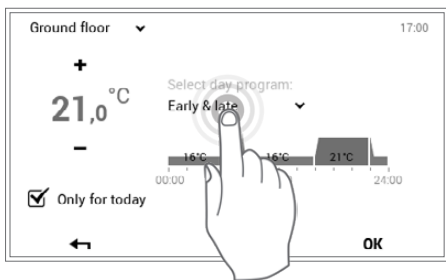 Ground floor
17:00
+
21,0°C
−
Select day program:
Early & late
16°C 16°C 21°C
00:00 24:00
Only for today
OK